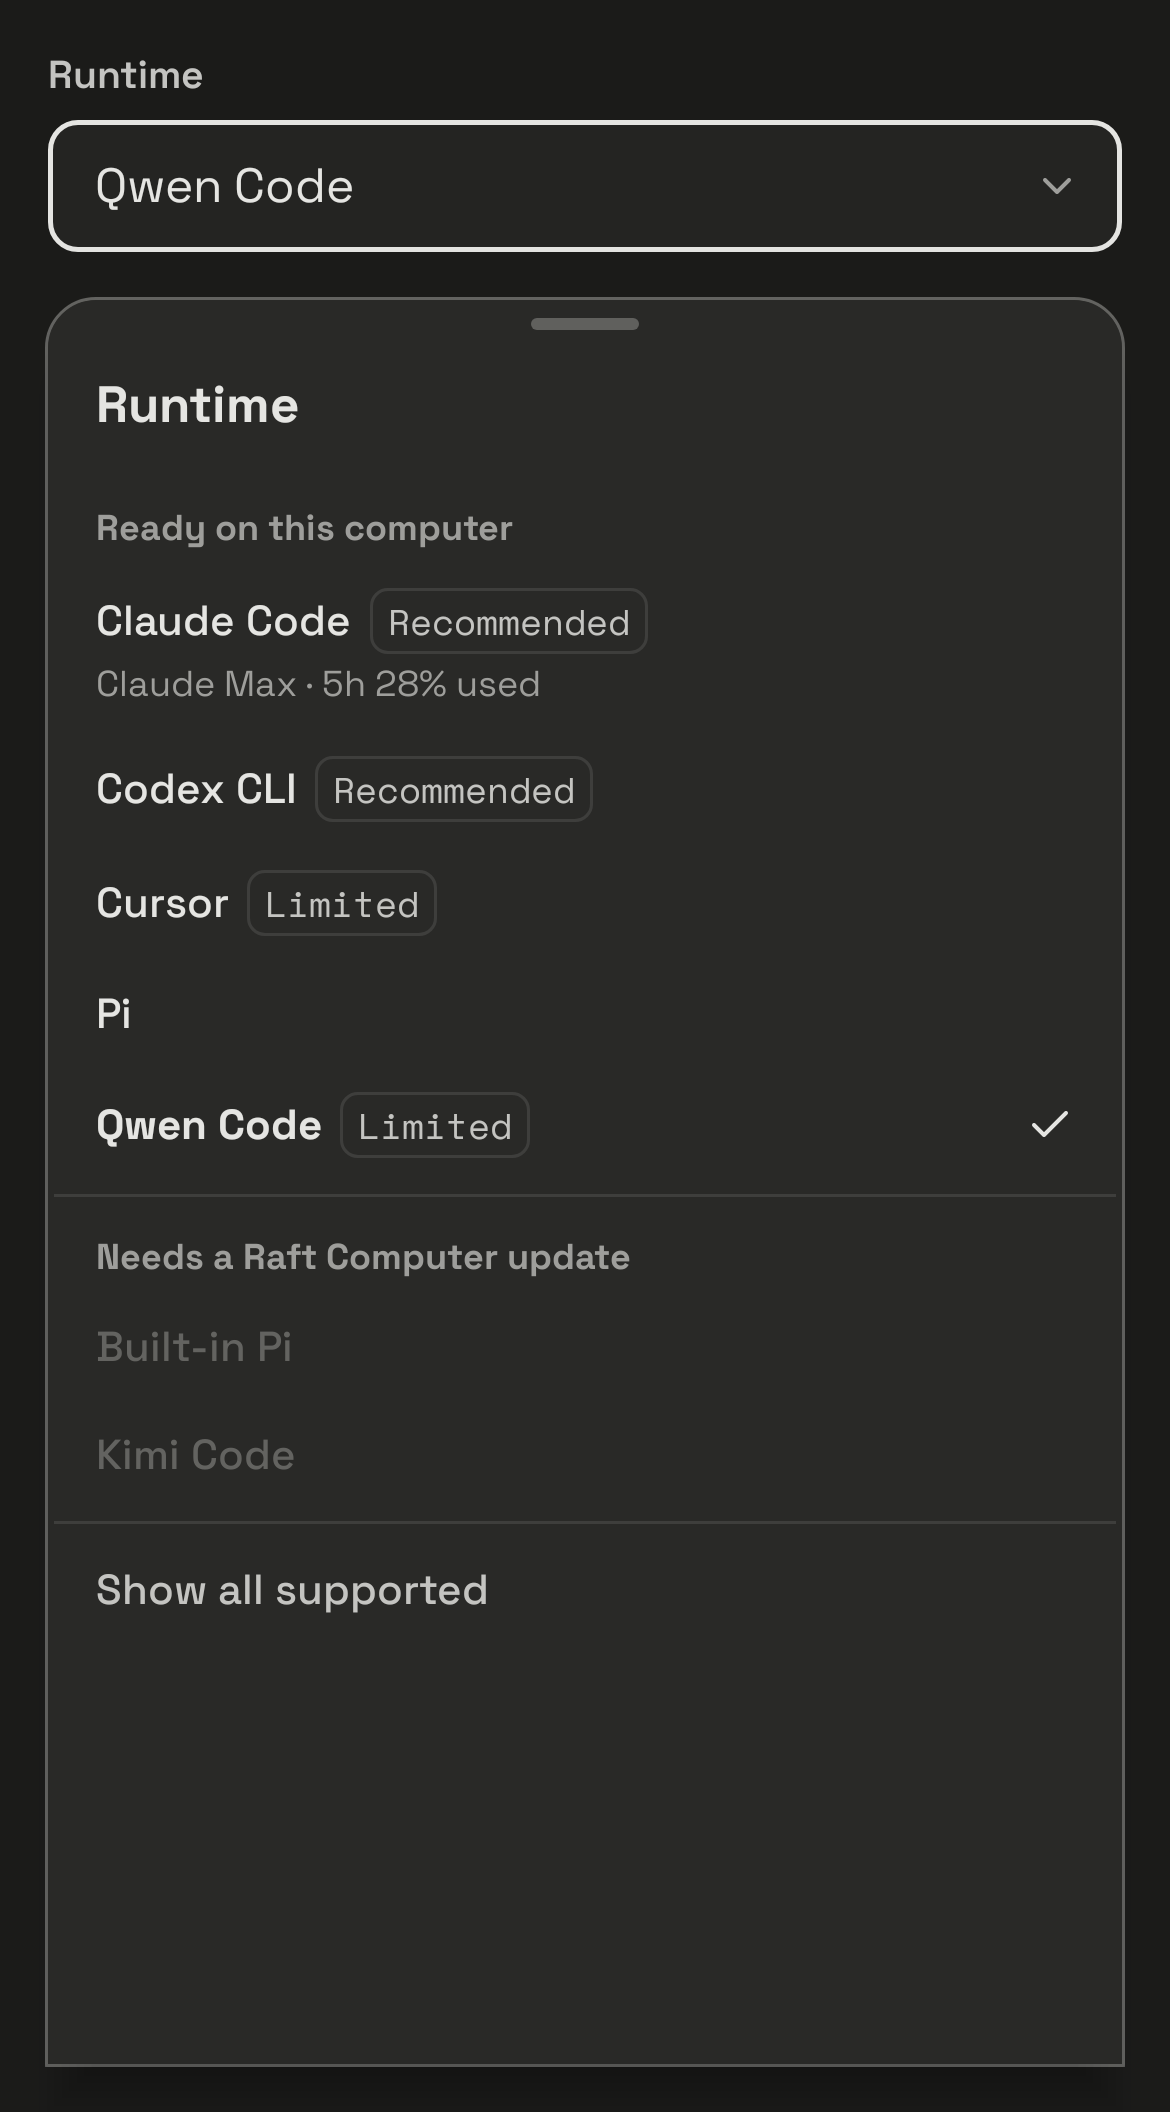 Runtime
Qwen Code
Runtime
Ready on this computer
Claude Code Recommended
Claude Max · 5h 28% used
Codex CLI Recommended
Cursor Limited
Pi
Qwen Code Limited
Needs a Raft Computer update
Built-in Pi
Kimi Code
Show all supported